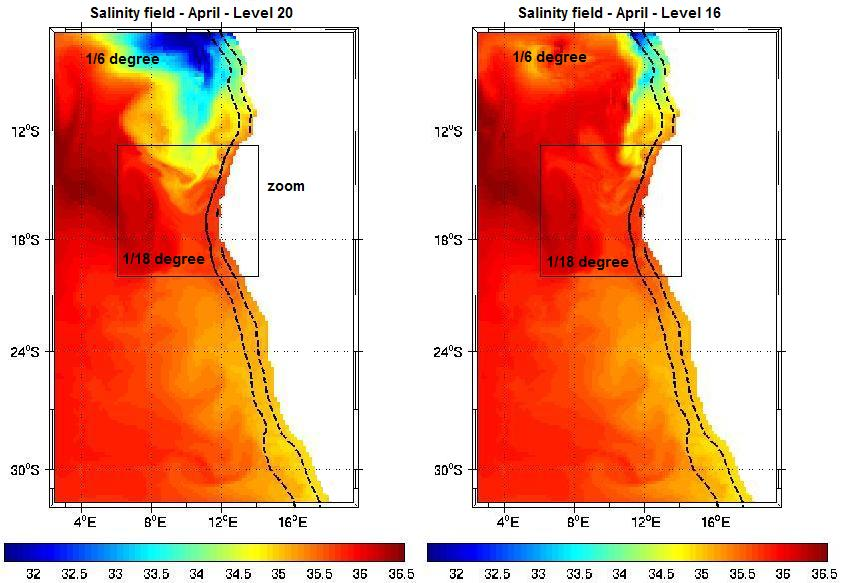 Salinity field - April - Level 20
1/6 degree
zoom
1/18 degree
12°S
18°S
24°S
30°S
4°E 8°E 12°E 16°E
32 32.5 33 33.5 34 34.5 35 35.5 36 36.5
Salinity field - April - Level 16
1/6 degree
1/18 degree
12°S
18°S
24°S
30°S
4°E 8°E 12°E 16°E
32 32.5 33 33.5 34 34.5 35 35.5 36 36.5